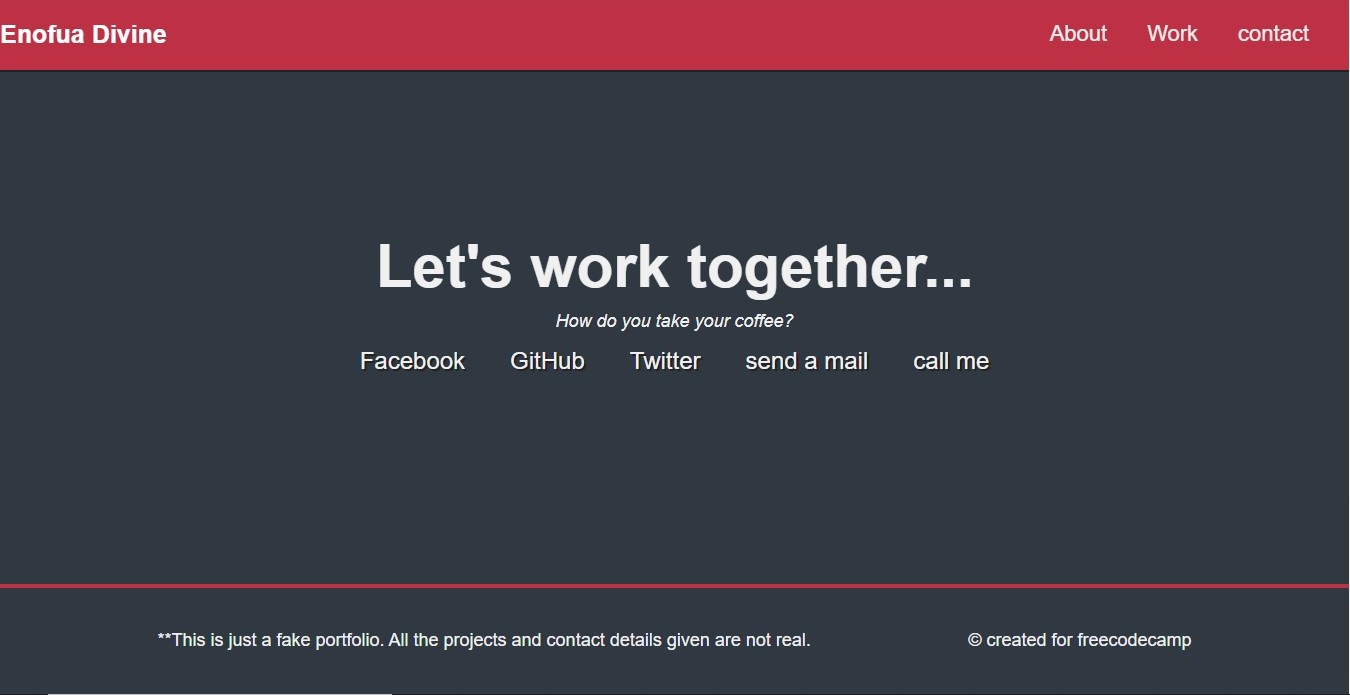 Enofua Divine About Work contact
Let's work together...
How do you take your coffee?
Facebook GitHub Twitter send a mail call me
**This is just a fake portfolio. All the projects and contact details given are not real. © created for freecodecamp